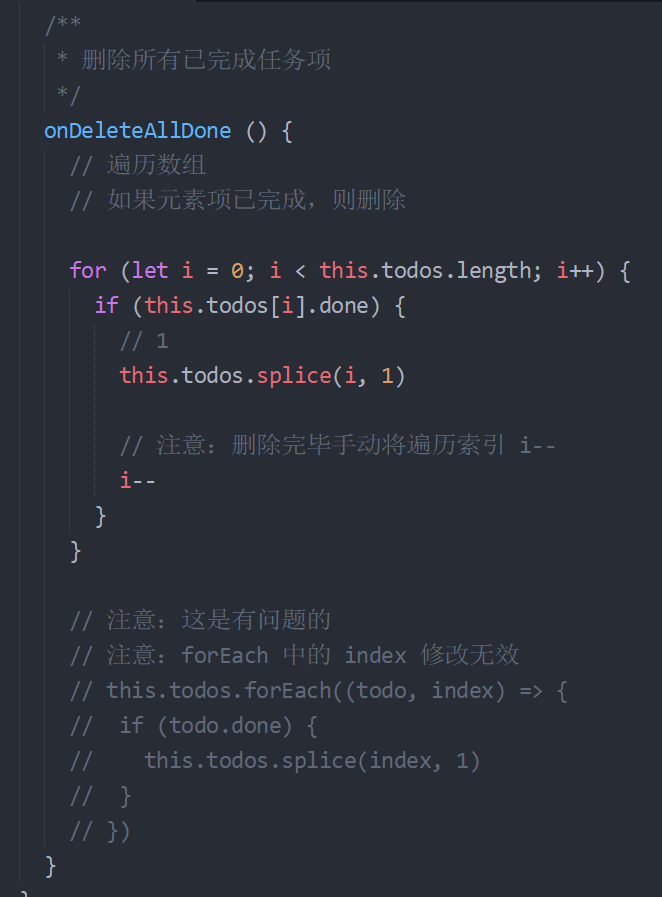 /**
 * 删除所有已完成任务项
 */
onDeleteAllDone () {
  // 遍历数组
  // 如果元素项已完成，则删除
  for (let i = 0; i < this.todos.length; i++) {
    if (this.todos[i].done) {
      // 1
      this.todos.splice(i, 1)
      // 注意：删除完毕手动将遍历索引 i--
      i--
    }
  }
  // 注意：这是有问题的
  // 注意：forEach 中的 index 修改无效
  // this.todos.forEach((todo, index) => {
  //  if (todo.done) {
  //    this.todos.splice(index, 1)
  //  }
  // })
}